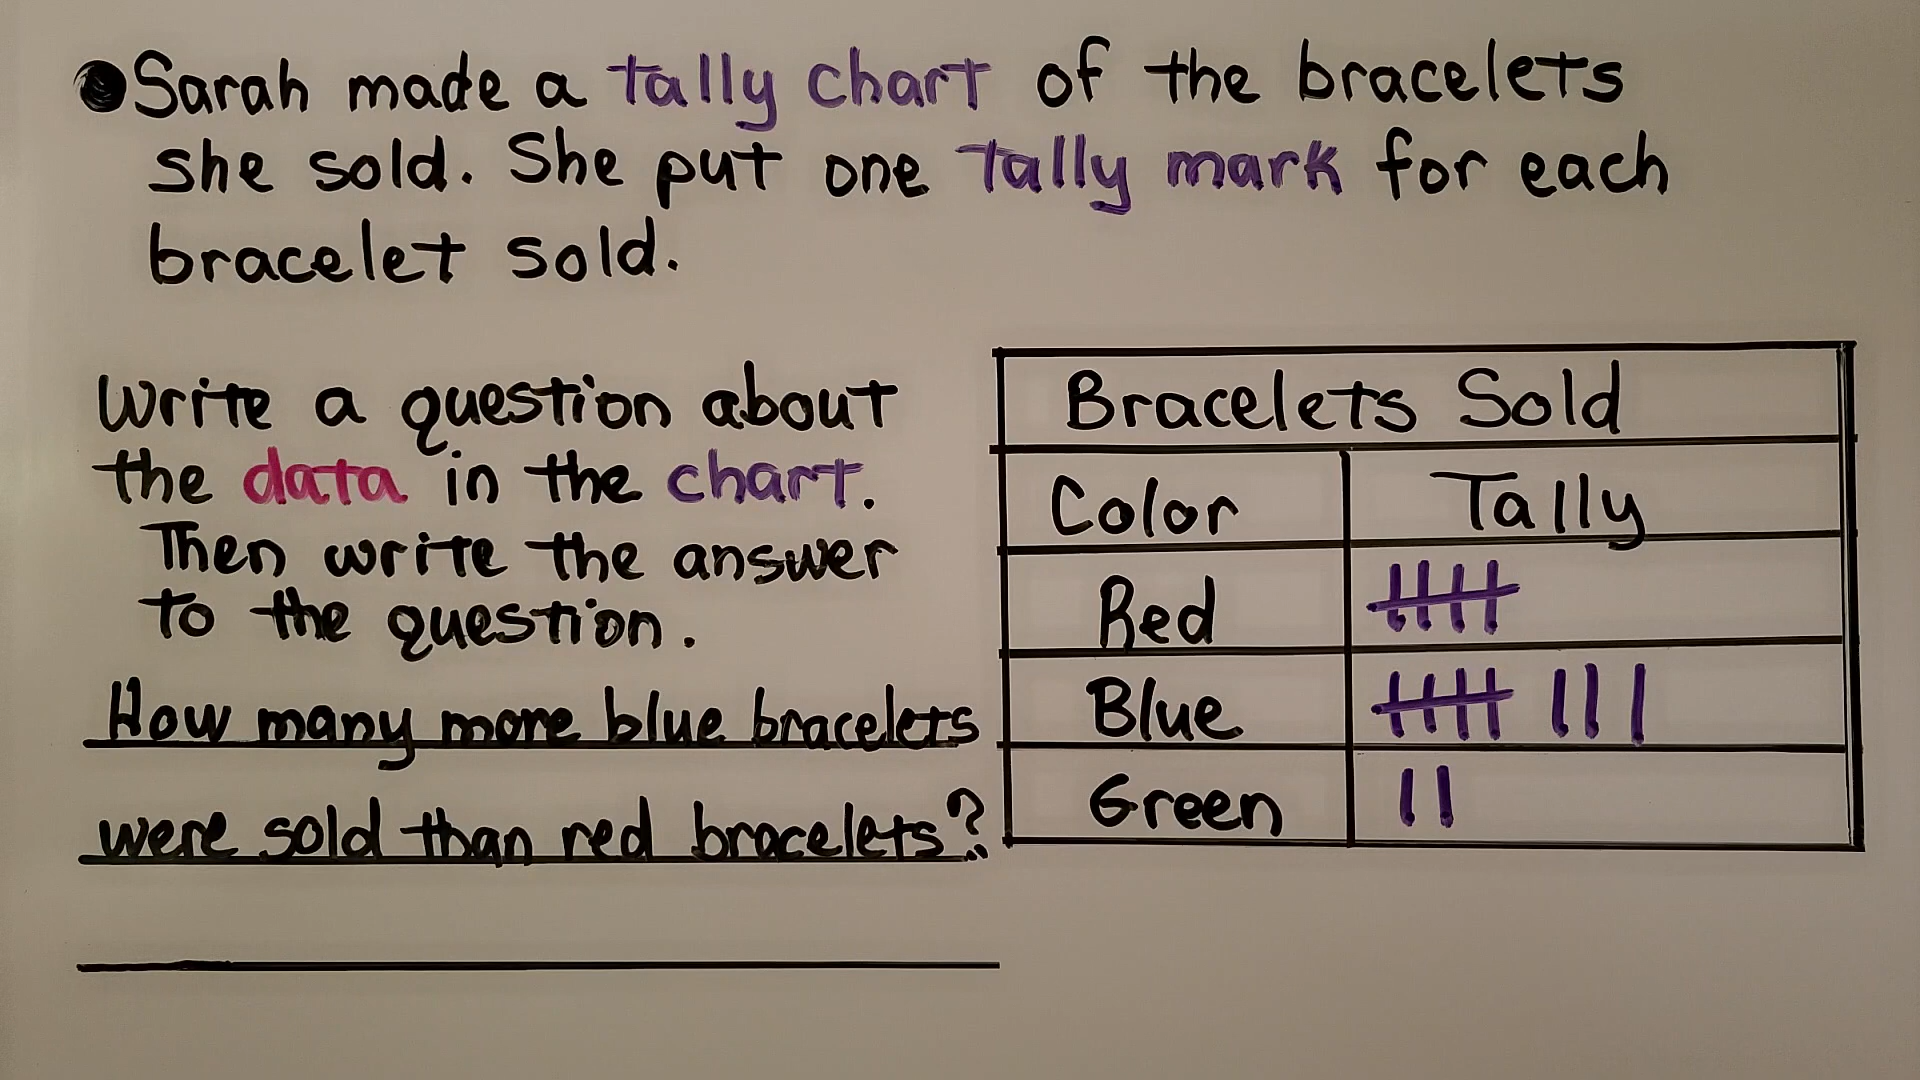 Sarah made a tally chart of the bracelets
she sold. She put one tally mark for each
bracelet sold.
Write a question about
the data in the chart.
Then write the answer
to the question.
How many more blue bracelets
were sold than red bracelets?
Bracelets Sold
Color Tally
Red
Blue
Green